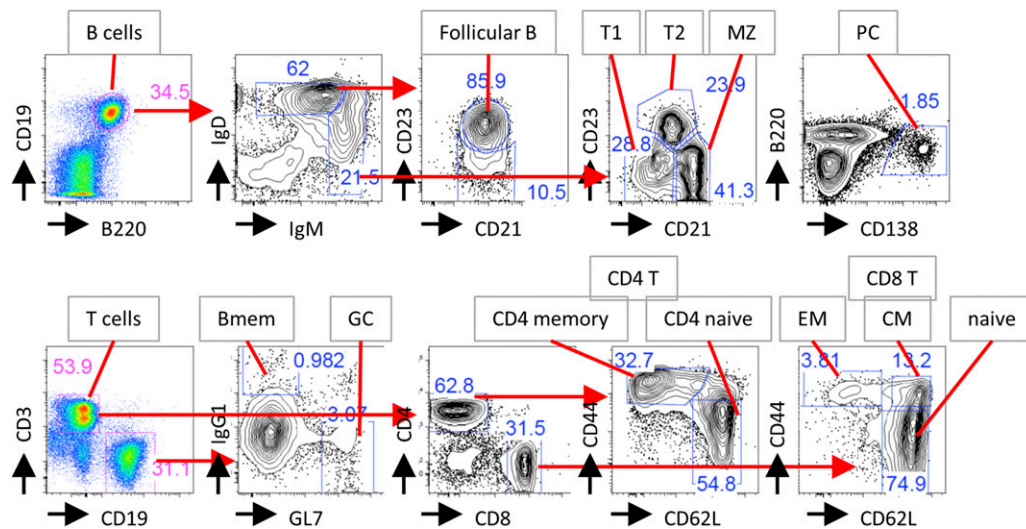 B cells
Follicular B
T1
T2
MZ
PC
CD19
34.5
B220
IgD
62
21.5
IgM
CD23
85.9
10.5
CD21
CD23
23.9
28.8
41.3
CD21
B220
1.85
CD138
CD4 T
CD8 T
T cells
Bmem
GC
CD4 memory
CD4 naive
EM
CM
naive
CD3
53.9
31.1
CD19
IgG1
0.982
3.07
GL7
CD4
62.8
31.5
CD8
CD44
32.7
54.8
CD62L
CD44
3.81
13.2
74.9
CD62L